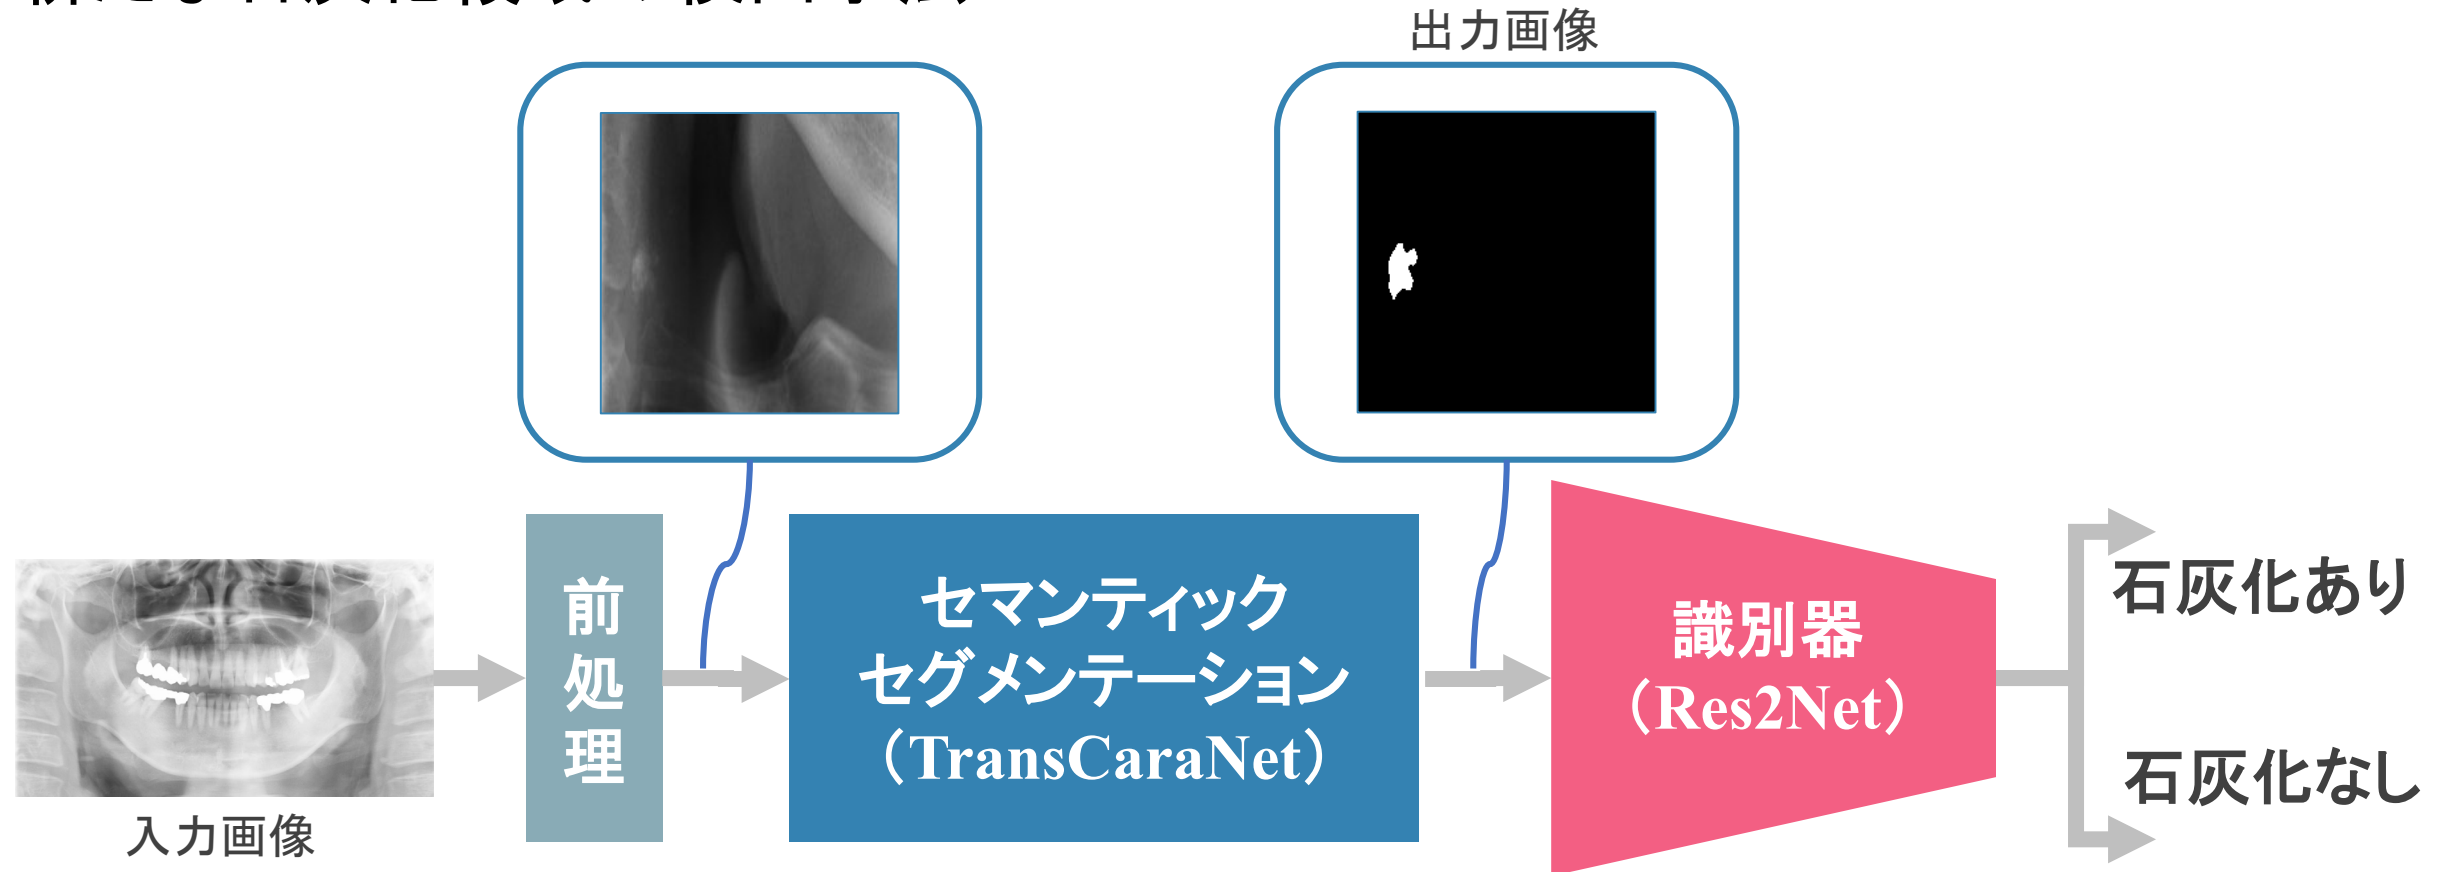 出力画像
前
処
理
セマンティック
セグメンテーション
（TransCaraNet）
識別器
（Res2Net）
石灰化あり
石灰化なし
入力画像